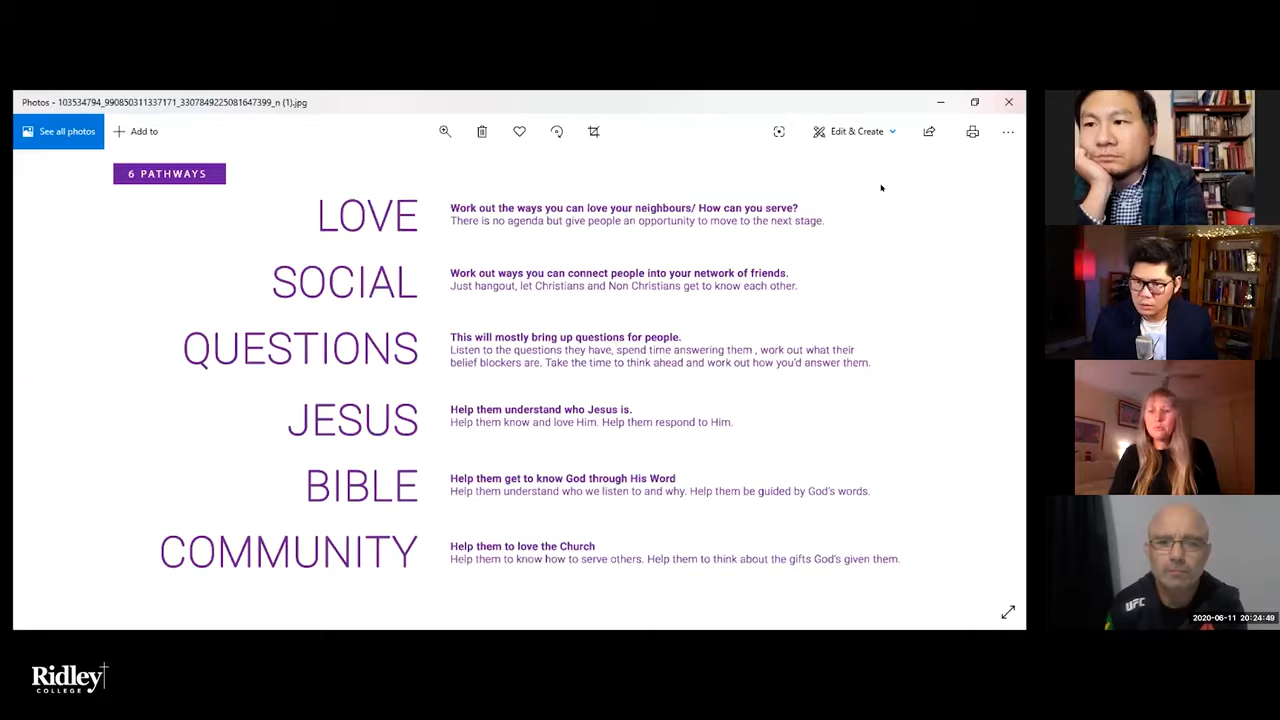 Photos - 103534794_990850311337171_3307849225081647399_n (1).jpg
See all photos
Add to
Edit & Create
6 PATHWAYS
LOVE
Work out the ways you can love your neighbours/ How can you serve?
There is no agenda but give people an opportunity to move to the next stage.
SOCIAL
Work out ways you can connect people into your network of friends.
Just hangout, let Christians and Non Christians get to know each other.
QUESTIONS
This will mostly bring up questions for people.
Listen to the questions they have, spend time answering them , work out what their
belief blockers are. Take the time to think ahead and work out how you'd answer them.
JESUS
Help them understand who Jesus is.
Help them know and love Him. Help them respond to Him.
BIBLE
Help them get to know God through His Word
Help them understand who we listen to and why. Help them be guided by God's words.
COMMUNITY
Help them to love the Church
Help them to know how to serve others. Help them to think about the gifts God's given them.
UFC
2020-06-11 20:24:49
Ridley
COLLEGE